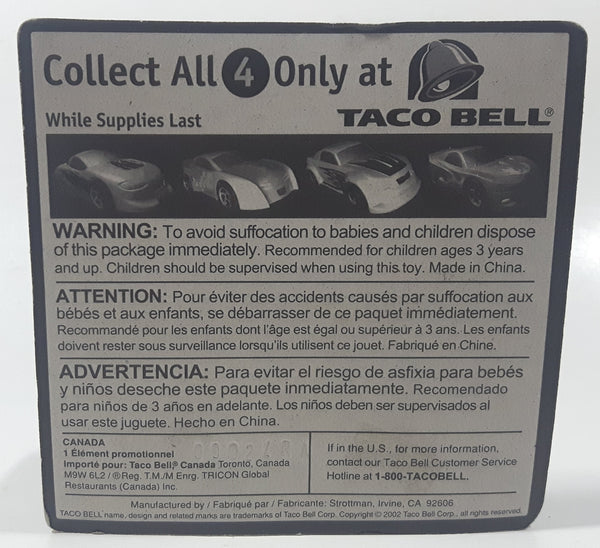 Collect All 4 Only at
While Supplies Last
TACO BELL®
WARNING: To avoid suffocation to babies and children dispose
of this package immediately. Recommended for children ages 3 years
and up. Children should be supervised when using this toy. Made in China.
ATTENTION: Pour éviter des accidents causés par suffocation aux
bébés et aux enfants, se débarrasser de ce paquet immédiatement.
Recommandé pour les enfants dont l'âge est égal ou supérieur à 3 ans. Les enfants
doivent rester sous surveillance lorsqu'ils utilisent ce jouet. Fabriqué en Chine.
ADVERTENCIA: Para evitar el riesgo de asfixia para bebés
y niños deseche este paquete inmediatamente. Recomendado
para niños de 3 años en adelante. Los niños deben ser supervisados al
usar este juguete. Hecho en China.
CANADA
1 Élément promotionnel
Importé pour: Taco Bell® Canada Toronto, Canada
M9W 6L2 / ®Reg. T.M./M Enrg. TRICON Global
Restaurants (Canada) Inc.
If in the U.S., for more information,
contact our Taco Bell Customer Service
Hotline at 1-800-TACOBELL.
Manufactured by / Fabriqué par / Fabricante: Strottman, Irvine, CA 92606
TACO BELL name, design and related marks are trademarks of Taco Bell Corp. Copyright © 2002 Taco Bell Corp., all rights reserved.